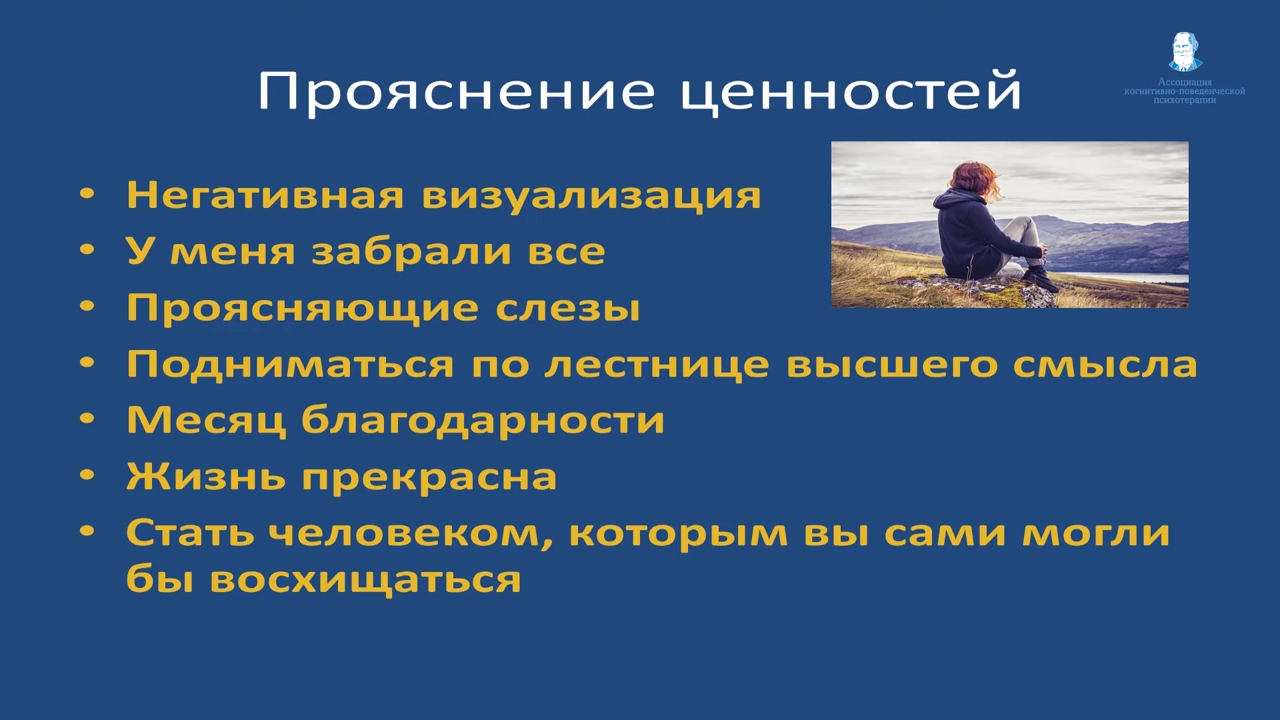 Прояснение ценностей
Ассоциация
когнитивно-поведенческой
психотерапии
• Негативная визуализация
• У меня забрали все
• Проясняющие слезы
• Подниматься по лестнице высшего смысла
• Месяц благодарности
• Жизнь прекрасна
• Стать человеком, которым вы сами могли
бы восхищаться